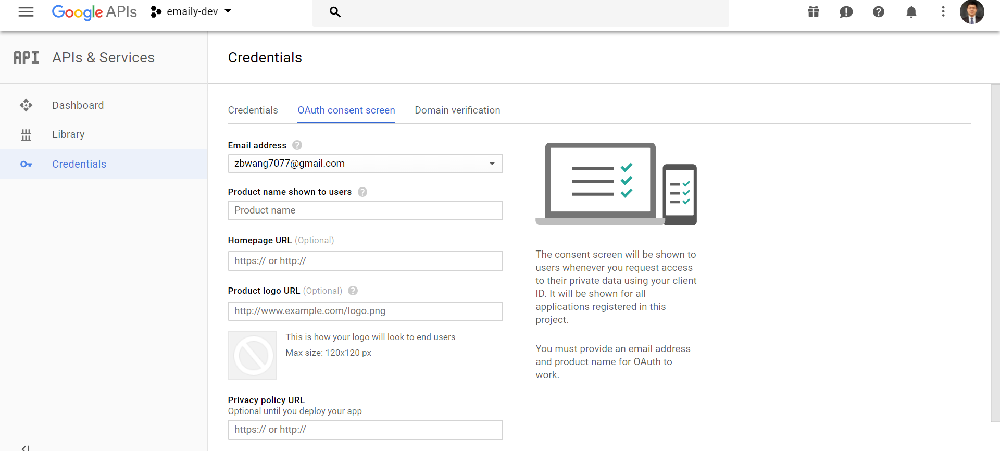 Google APIs
emaily-dev
API
APIs & Services
Credentials
Dashboard
Library
Credentials
Credentials
OAuth consent screen
Domain verification
Email address
zbwang7077@gmail.com
Product name shown to users
Product name
Homepage URL (Optional)
https:// or http://
Product logo URL (Optional)
http://www.example.com/logo.png
This is how your logo will look to end users
Max size: 120x120 px
Privacy policy URL
Optional until you deploy your app
https:// or http://
The consent screen will be shown to
users whenever you request access
to their private data using your client
ID. It will be shown for all
applications registered in this
project.
You must provide an email address
and product name for OAuth to
work.